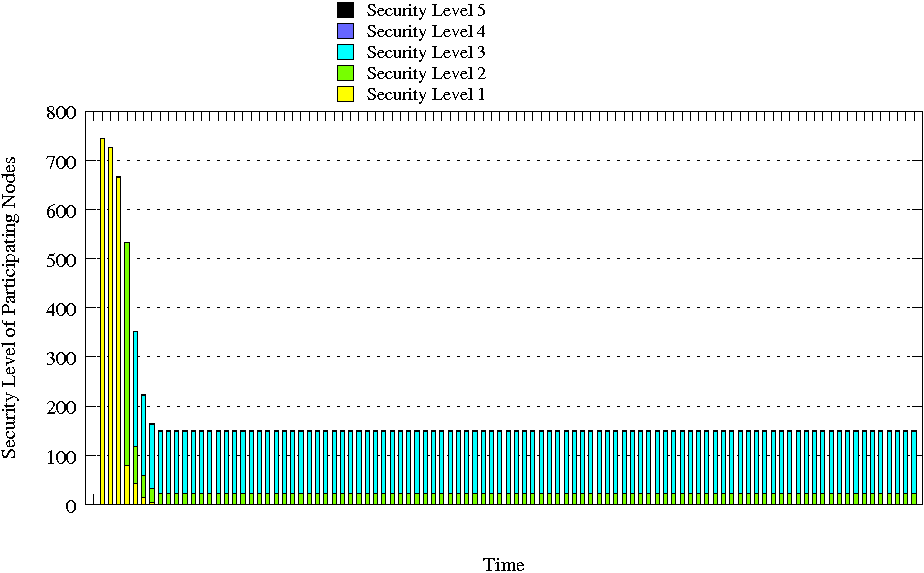 Security Level 5
Security Level 4
Security Level 3
Security Level 2
Security Level 1
800
700
600
500
400
300
200
100
0
Security Level of Participating Nodes
Time